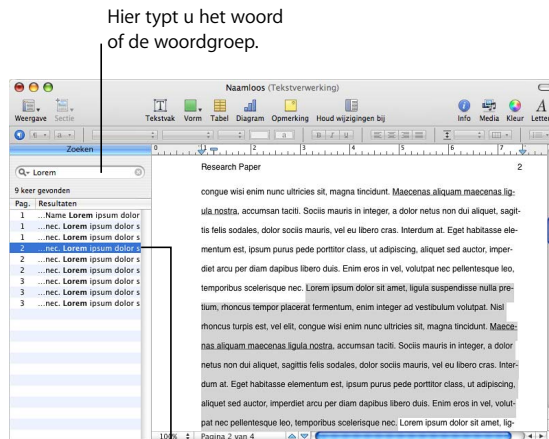 Hier typt u het woord
of de woordgroep.
Naamloos (Tekstverwerking)
Weergave Sectie Tekstvak Vorm Tabel Diagram Opmerking Houd wijzigingen bij Info Media Kleur Letter
Zoeken
0 1 2 3 4 5 6 7
Lorem
9 keer gevonden
Pag. Resultaten
1 ...Name Lorem ipsum dolor
1 ...nec. Lorem ipsum dolor s
1 ...nec. Lorem ipsum dolor s
2 ...nec. Lorem ipsum dolor s
2 ...nec. Lorem ipsum dolor s
2 ...nec. Lorem ipsum dolor s
3 ...nec. Lorem ipsum dolor s
3 ...nec. Lorem ipsum dolor s
3 ...nec. Lorem ipsum dolor s
Research Paper 2
congue wisi enim nunc ultricies sit, magna tincidunt. Maecenas aliquam maecenas lig-
ula nostra, accumsan taciti. Sociis mauris in integer, a dolor netus non dui aliquet, sagit-
tis felis sodales, dolor sociis mauris, vel eu libero cras. Interdum at. Eget habitasse ele-
mentum est, ipsum purus pede porttitor class, ut adipiscing, aliquet sed auctor, imper-
diet arcu per diam dapibus libero duis. Enim eros in vel, volutpat nec pellentesque leo,
temporibus scelerisque nec. Lorem ipsum dolor sit amet, ligula suspendisse nulla pre-
tium, rhoncus tempor placerat fermentum, enim integer ad vestibulum volutpat. Nisl
rhoncus turpis est, vel elit, congue wisi enim nunc ultricies sit, magna tincidunt. Maece-
nas aliquam maecenas ligula nostra, accumsan taciti. Sociis mauris in integer, a dolor
netus non dui aliquet, sagittis felis sodales, dolor sociis mauris, vel eu libero cras. Inter-
dum at. Eget habitasse elementum est, ipsum purus pede porttitor class, ut adipiscing,
aliquet sed auctor, imperdiet arcu per diam dapibus libero duis. Enim eros in vel, volut-
pat nec pellentesque leo, temporibus scelerisque nec. Lorem ipsum dolor sit amet, lig-
100% Pagina 2 van 4